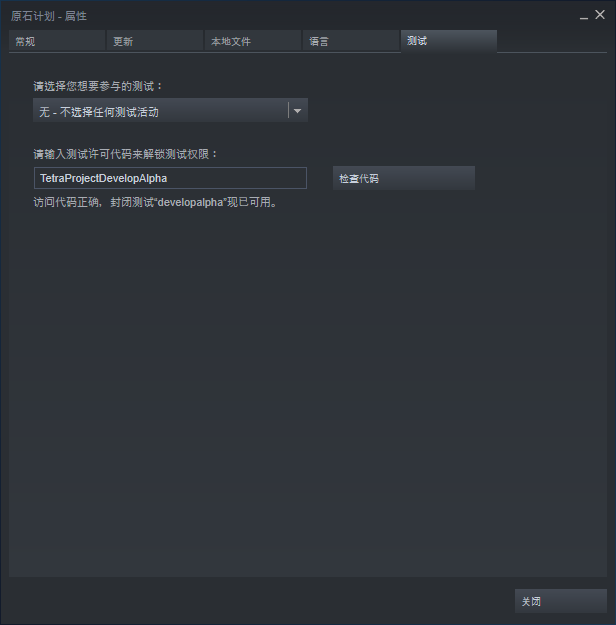 原石计划 - 属性
常规
更新
本地文件
语言
测试
请选择您想要参与的测试：
无 - 不选择任何测试活动
请输入测试许可代码来解锁测试权限：
TetraProjectDevelopAlpha
检查代码
访问代码正确，封闭测试“developalpha”现已可用。
关闭